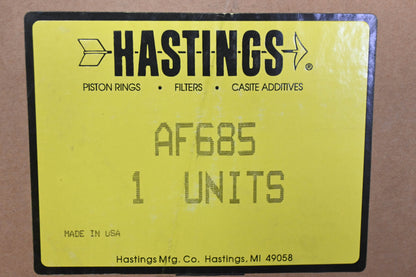 HASTINGS®
PISTON RINGS • FILTERS • CASITE ADDITIVES
AF685
1 UNITS
MADE IN USA
Hastings Mfg. Co. Hastings, MI 49058